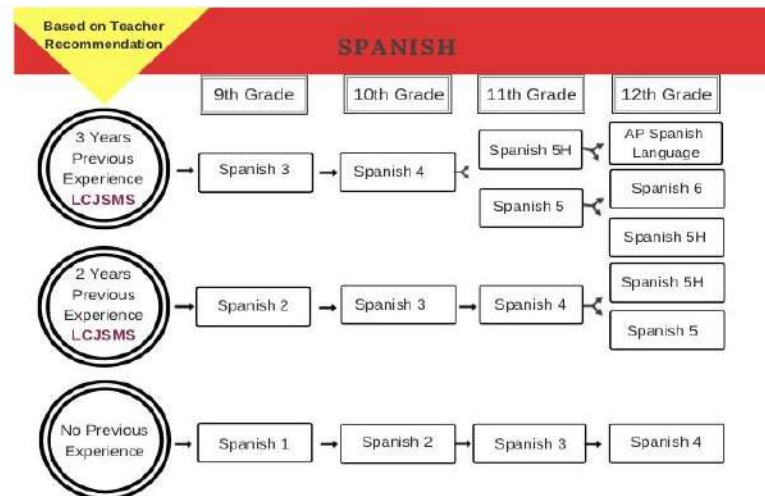 Based on Teacher
Recommendation
SPANISH
9th Grade
10th Grade
11th Grade
12th Grade
3 Years
Previous
Experience
LCJSMS
Spanish 3
Spanish 4
Spanish 5H
Spanish 5
AP Spanish
Language
Spanish 6
Spanish 5H
2 Years
Previous
Experience
LCJSMS
Spanish 2
Spanish 3
Spanish 4
Spanish 5H
Spanish 5
No Previous
Experience
Spanish 1
Spanish 2
Spanish 3
Spanish 4